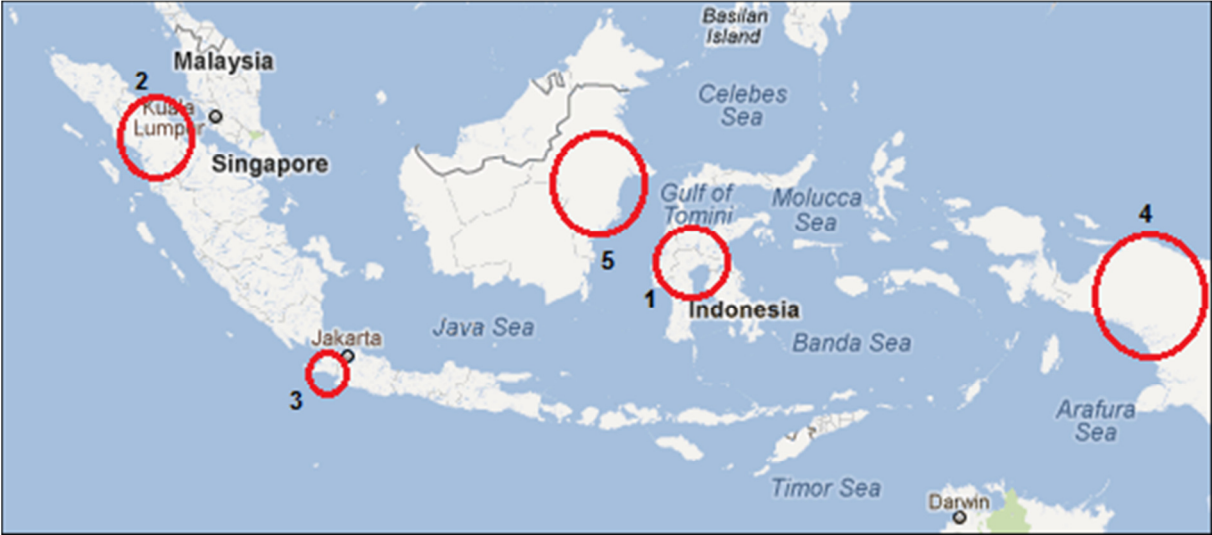 Basilan
Island
Malaysia
2
Kuala
Lumpur
Celebes
Sea
Singapore
Gulf of
Tomini
Molucca
Sea
4
5
1
Indonesia
Java Sea
Jakarta
Banda Sea
3
Arafura
Sea
Timor Sea
Darwin